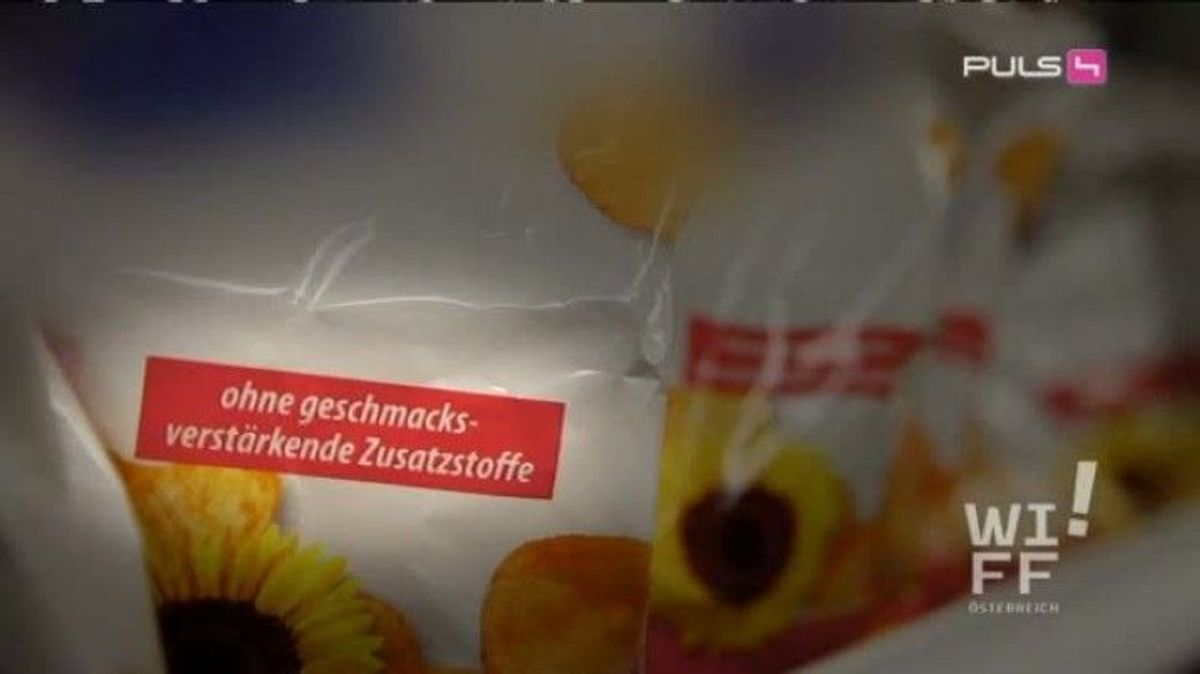 PULS 4
ohne geschmacks-
verstärkende Zusatzstoffe
WI!
FF
ÖSTERREICH